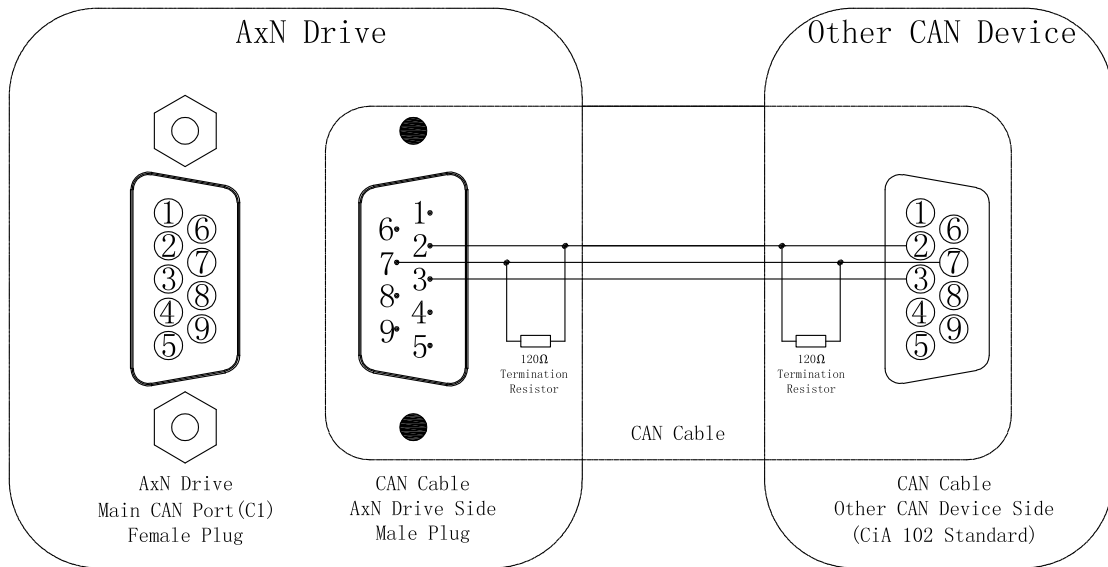 AxN Drive
Other CAN Device
1
6
2
7
3
8
4
9
5
1
6
2
7
3
8
4
9
5
1
6
2
7
3
8
4
9
5
120Ω
Termination
Resistor
120Ω
Termination
Resistor
CAN Cable
AxN Drive
Main CAN Port(C1)
Female Plug
CAN Cable
AxN Drive Side
Male Plug
CAN Cable
Other CAN Device Side
(CiA 102 Standard)